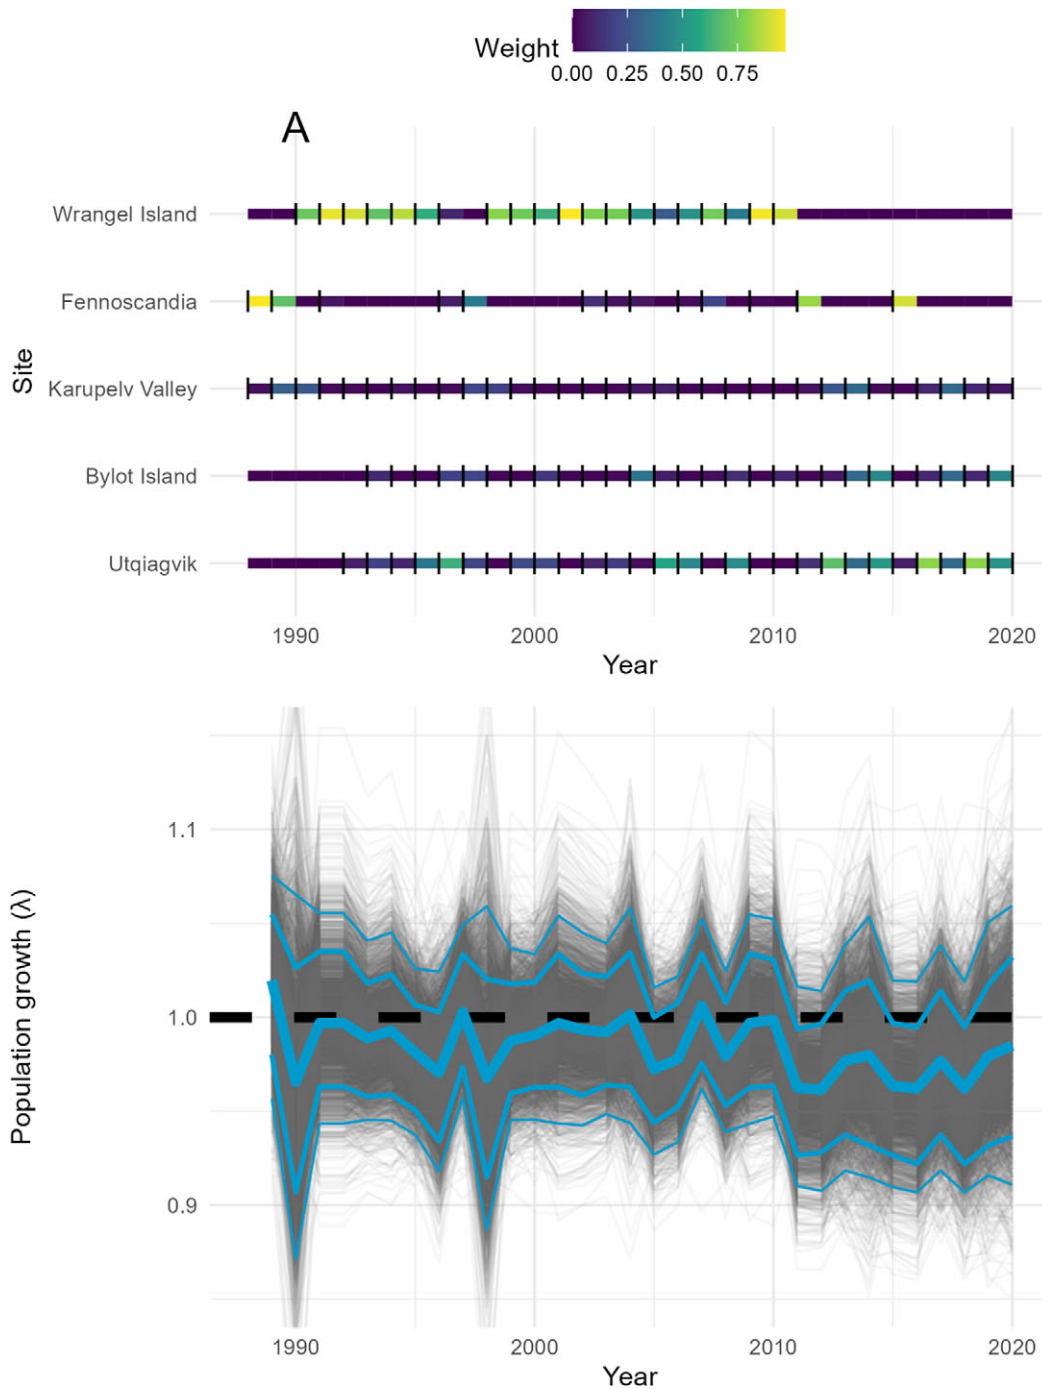 Weight
0.00 0.25 0.50 0.75
A
Wrangel Island
Fennoscandia
Karupelv Valley
Bylot Island
Utqiagvik
Site
1990 2000 2010 2020
Year
1.1
1.0
0.9
Population growth (λ)
1990 2000 2010 2020
Year